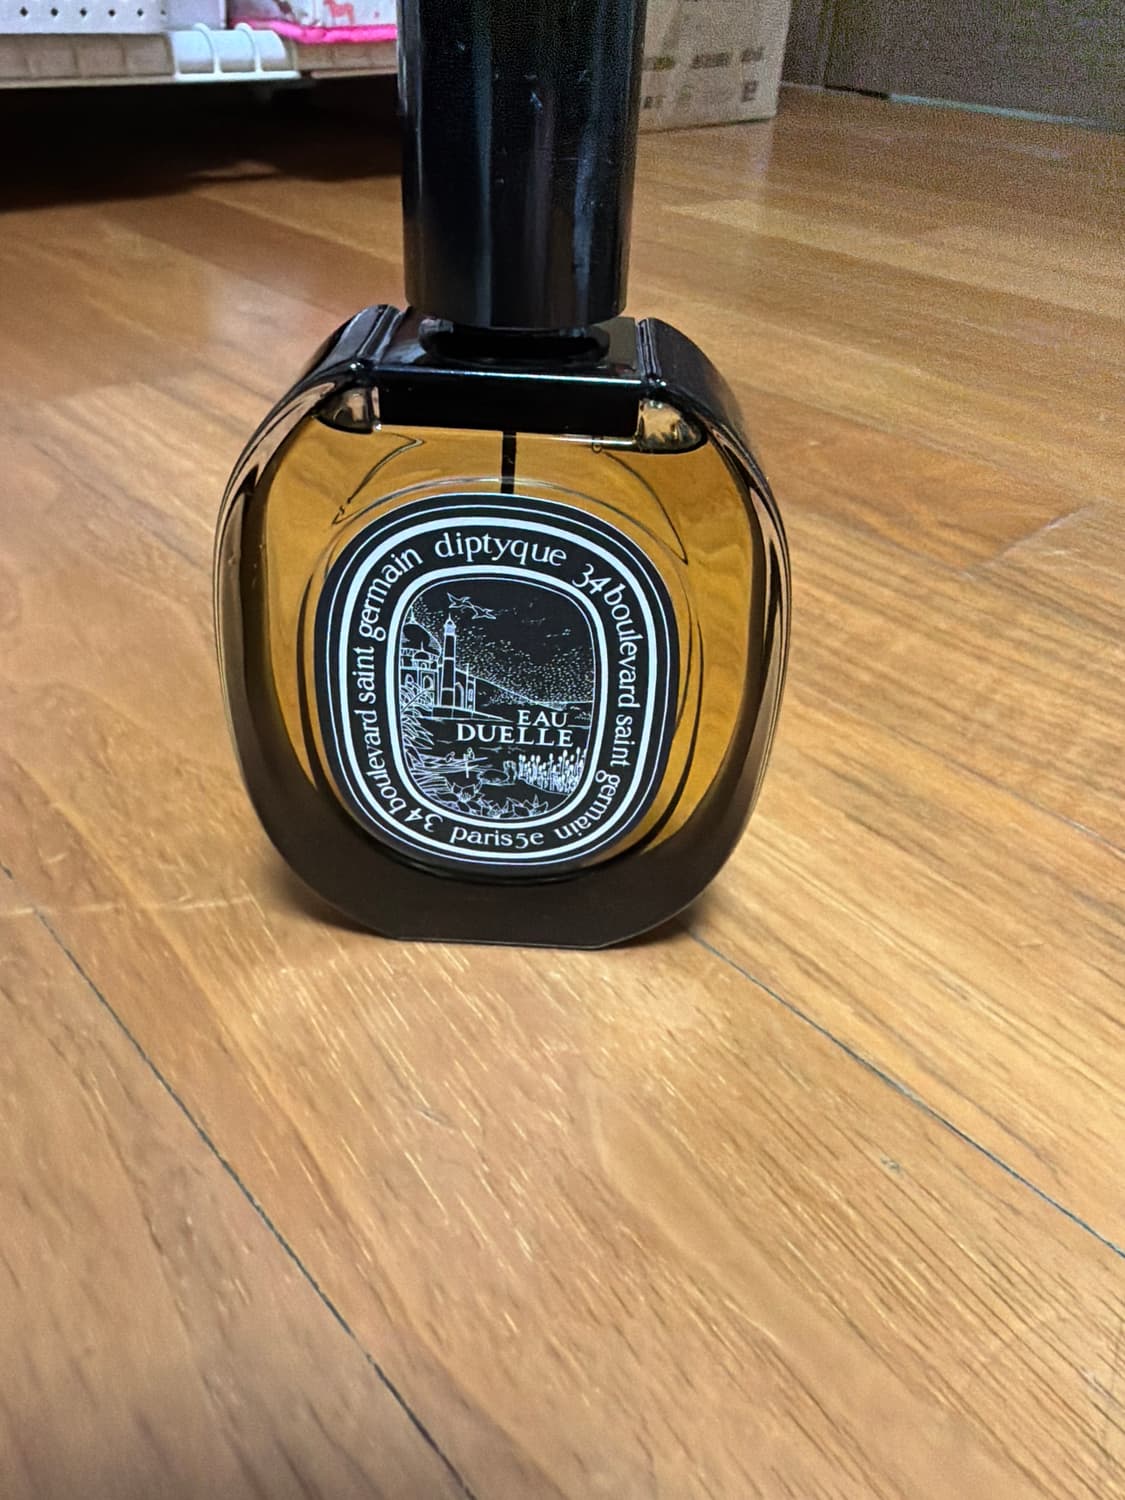 diptyque
34 boulevard saint germain
paris5e
34 boulevard saint germain
EAU
DUELLE